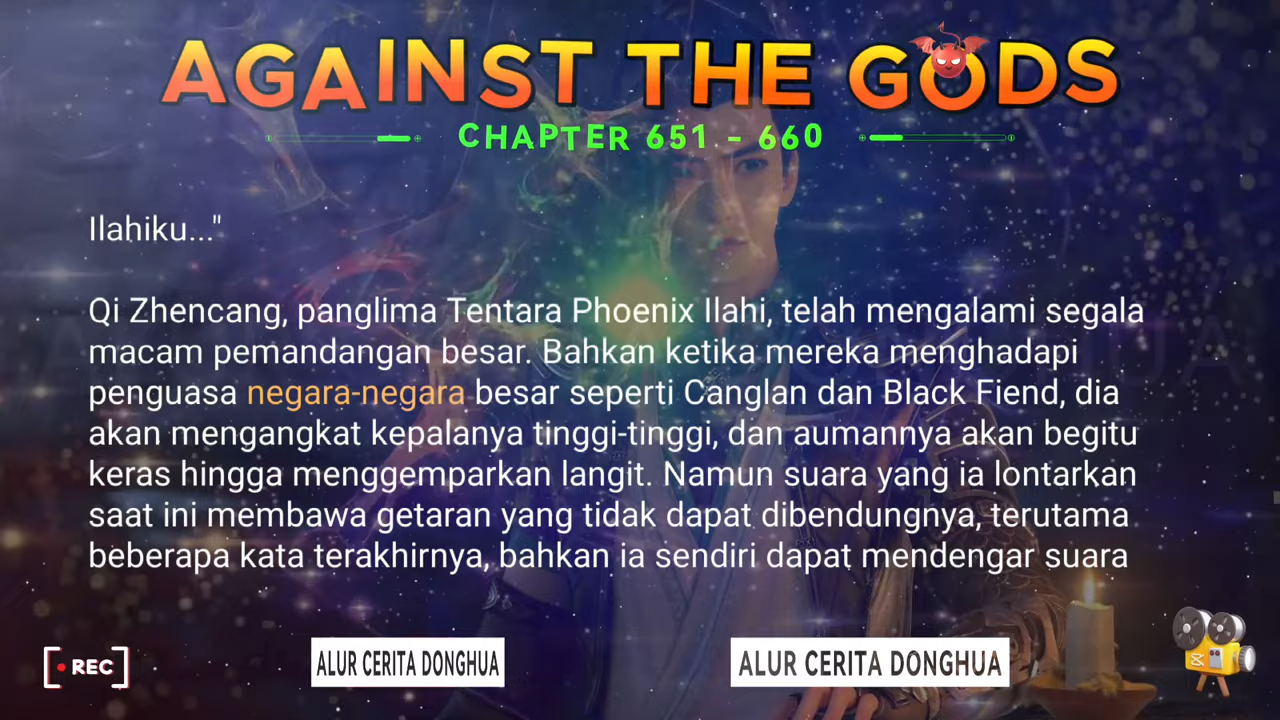 AGAINST THE GODS
CHAPTER 651 - 660
Ilahiku..."
Qi Zhencang, panglima Tentara Phoenix Ilahi, telah mengalami segala
macam pemandangan besar. Bahkan ketika mereka menghadapi
penguasa negara-negara besar seperti Canglan dan Black Fiend, dia
akan mengangkat kepalanya tinggi-tinggi, dan aumannya akan begitu
keras hingga menggemparkan langit. Namun suara yang ia lontarkan
saat ini membawa getaran yang tidak dapat dibendungnya, terutama
beberapa kata terakhirnya, bahkan ia sendiri dapat mendengar suara
REC
ALUR CERITA DONGHUA
ALUR CERITA DONGHUA